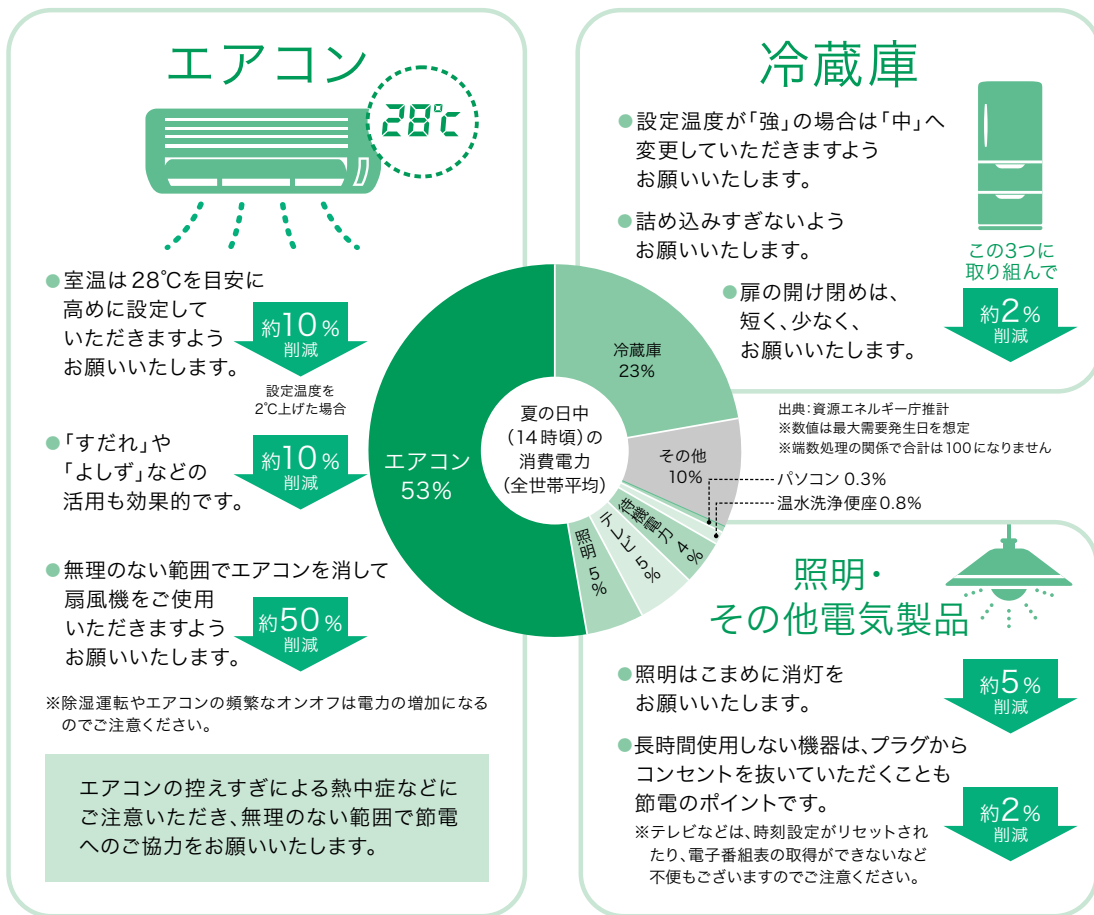 エアコン
28℃
●室温は28℃を目安に
高めに設定して
いただきますよう
お願いいたします。
約10%
削減
設定温度を
2℃上げた場合
●「すだれ」や
「よしず」などの
活用も効果的です。
約10%
削減
●無理のない範囲でエアコンを消して
扇風機をご使用
いただきますよう
お願いいたします。
約50%
削減
※除湿運転やエアコンの頻繁なオンオフは電力の増加になる
のでご注意ください。
エアコンの控えすぎによる熱中症などに
ご注意いただき、無理のない範囲で節電
へのご協力をお願いいたします。
冷蔵庫
●設定温度が「強」の場合は「中」へ
変更していただきますよう
お願いいたします。
●詰め込みすぎないよう
お願いいたします。
●扉の開け閉めは、
短く、少なく、
お願いいたします。
この3つに
取り組んで
約2%
削減
夏の日中
(14時頃)の
消費電力
(全世帯平均)
エアコン
53%
冷蔵庫
23%
その他
10%
パソコン 0.3%
温水洗浄便座0.8%
待機電力 4%
テレビ 5%
照明 5%
出典:資源エネルギー庁推計
※数値は最大需要発生日を想定
※端数処理の関係で合計は100になりません
照明・
その他電気製品
●照明はこまめに消灯を
お願いいたします。
約5%
削減
●長時間使用しない機器は、プラグから
コンセントを抜いていただくことも
節電のポイントです。
約2%
削減
※テレビなどは、時刻設定がリセットされ
たり、電子番組表の取得ができないなど
不便もございますのでご注意ください。